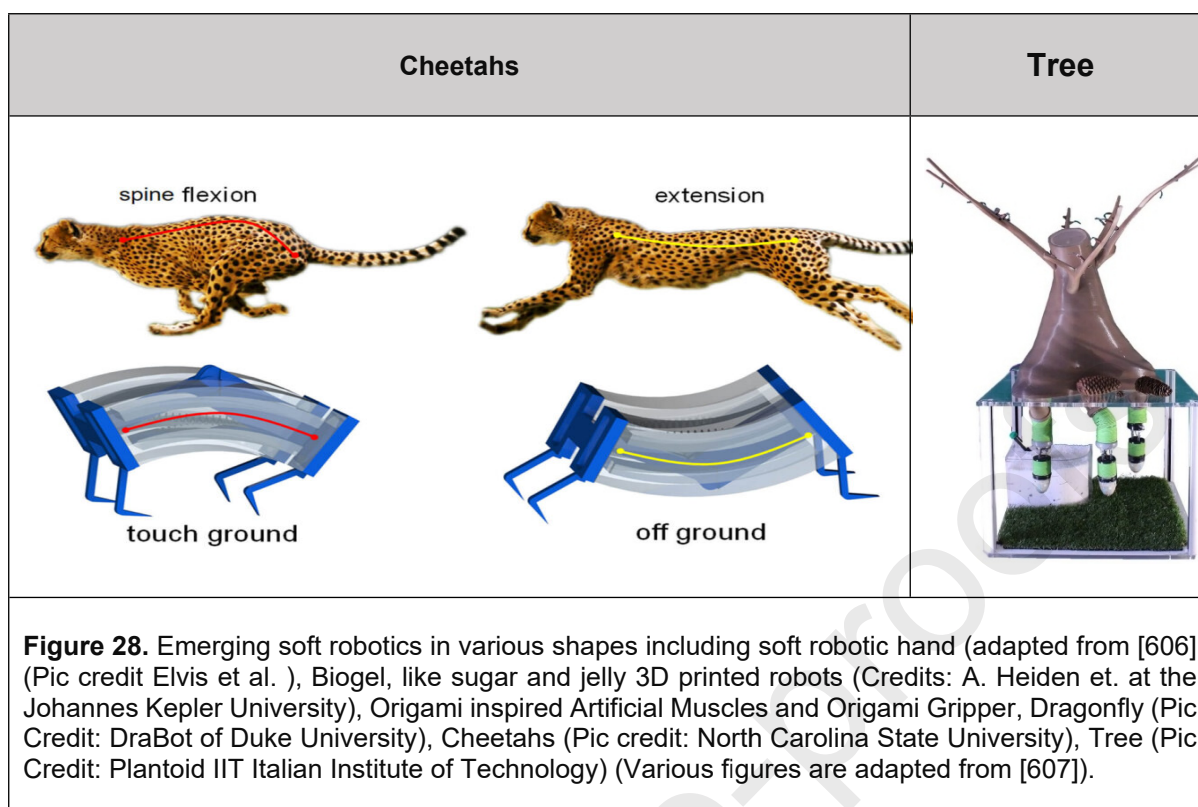 Cheetahs
Tree
spine flexion
extension
touch ground
off ground
Figure 28. Emerging soft robotics in various shapes including soft robotic hand (adapted from [606]
(Pic credit Elvis et al. ), Biogel, like sugar and jelly 3D printed robots (Credits: A. Heiden et. at the
Johannes Kepler University), Origami inspired Artificial Muscles and Origami Gripper, Dragonfly (Pic
Credit: DraBot of Duke University), Cheetahs (Pic credit: North Carolina State University), Tree (Pic
Credit: Plantoid IIT Italian Institute of Technology) (Various figures are adapted from [607]).